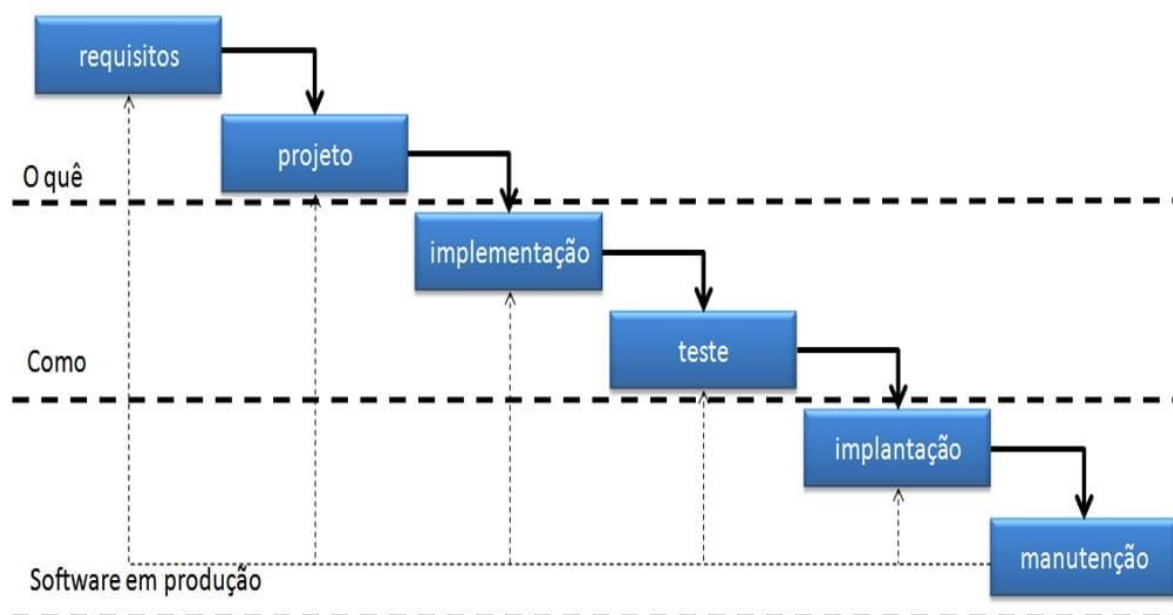 requisitos
projeto
O quê
implementação
teste
Como
implantação
manutenção
Software em produção